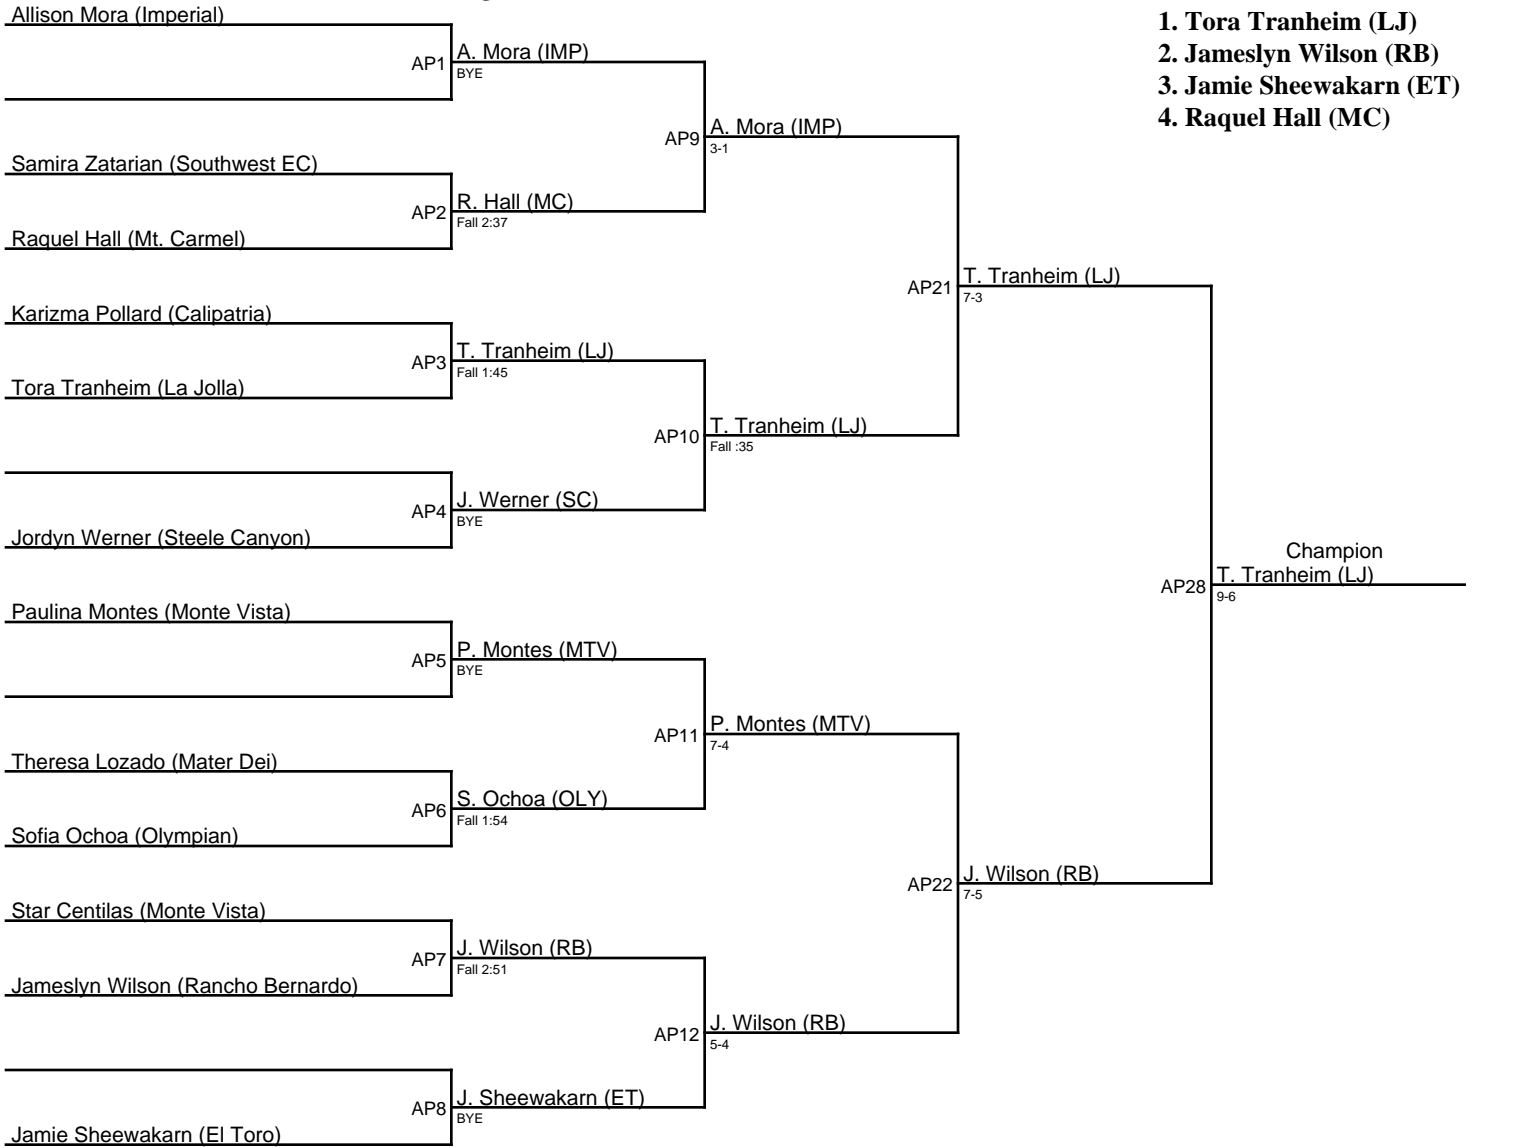 Allison Mora (Imperial)
AP1
A. Mora (IMP)
BYE
Samira Zatarian (Southwest EC)
AP2
R. Hall (MC)
Fall 2:37
Raquel Hall (Mt. Carmel)
AP9
A. Mora (IMP)
3-1
Karizma Pollard (Calipatria)
AP3
T. Tranheim (LJ)
Fall 1:45
Tora Tranheim (La Jolla)
AP10
T. Tranheim (LJ)
Fall :35
AP4
J. Werner (SC)
BYE
Jordyn Werner (Steele Canyon)
AP21
T. Tranheim (LJ)
7-3
Paulina Montes (Monte Vista)
AP5
P. Montes (MTV)
BYE
AP11
P. Montes (MTV)
7-4
Theresa Lozado (Mater Dei)
AP6
S. Ochoa (OLY)
Fall 1:54
Sofia Ochoa (Olympian)
AP22
J. Wilson (RB)
7-5
Star Centilas (Monte Vista)
AP7
J. Wilson (RB)
Fall 2:51
Jameslyn Wilson (Rancho Bernardo)
AP12
J. Wilson (RB)
5-4
AP8
J. Sheewakarn (ET)
BYE
Jamie Sheewakarn (El Toro)
AP28
Champion
T. Tranheim (LJ)
9-6
1. Tora Tranheim (LJ)
2. Jameslyn Wilson (RB)
3. Jamie Sheewakarn (ET)
4. Raquel Hall (MC)